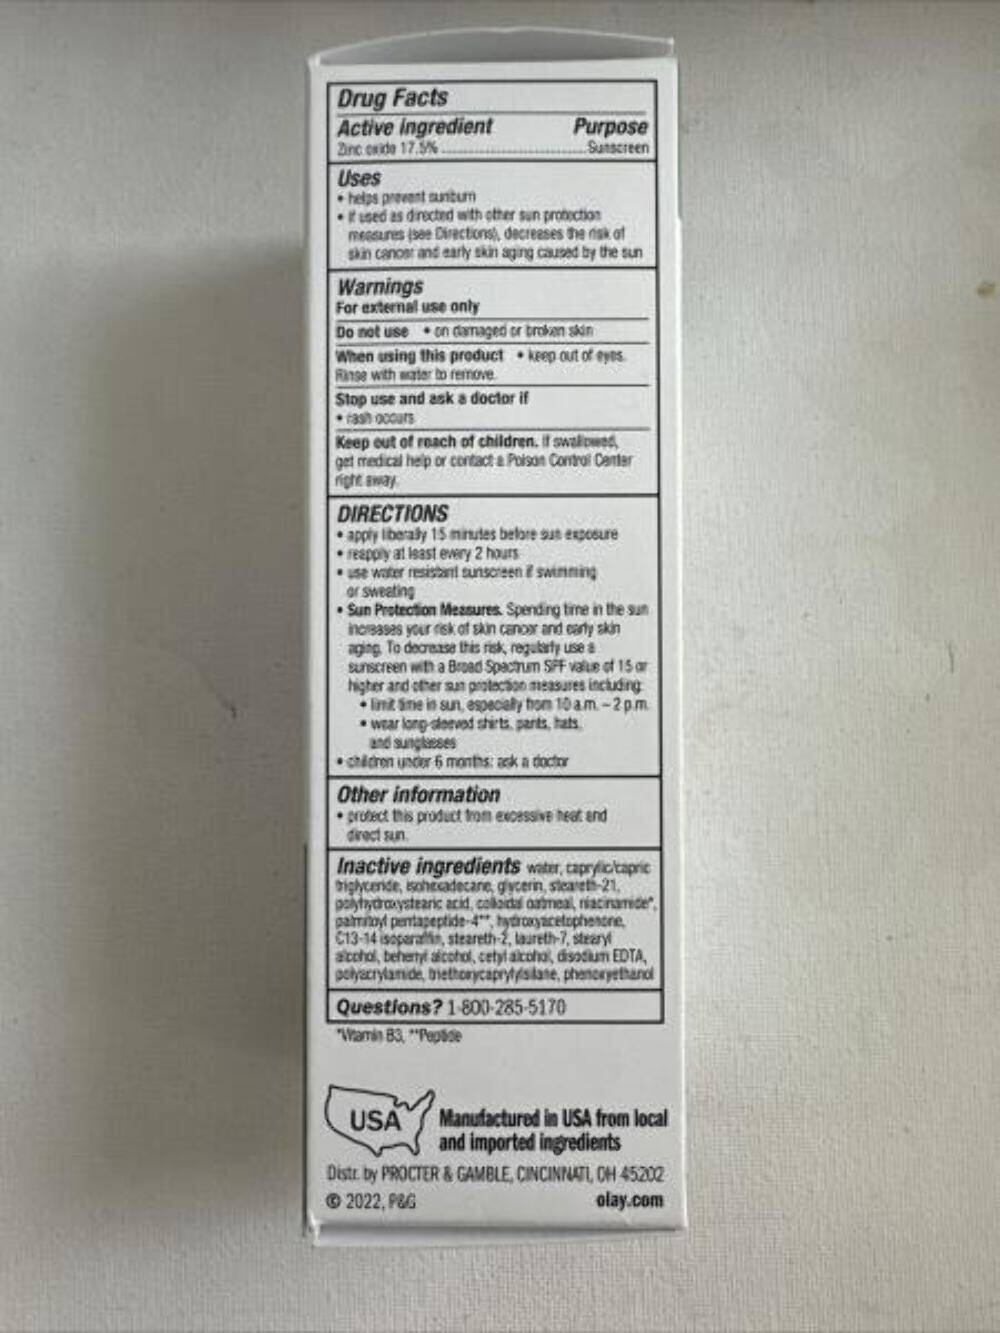 Drug Facts
Active ingredient Purpose
Zinc oxide 17.5% ........................ Sunscreen
Uses
• helps prevent sunburn
• if used as directed with other sun protection
measures (see Directions), decreases the risk of
skin cancer and early skin aging caused by the sun
Warnings
For external use only
Do not use • on damaged or broken skin
When using this product • keep out of eyes.
Rinse with water to remove.
Stop use and ask a doctor if
• rash occurs
Keep out of reach of children. If swallowed,
get medical help or contact a Poison Control Center
right away.
DIRECTIONS
• apply liberally 15 minutes before sun exposure
• reapply at least every 2 hours
• use water resistant sunscreen if swimming
or sweating
• Sun Protection Measures. Spending time in the sun
increases your risk of skin cancer and early skin
aging. To decrease this risk, regularly use a
sunscreen with a Broad Spectrum SPF value of 15 or
higher and other sun protection measures including:
• limit time in sun, especially from 10 a.m. – 2 p.m.
• wear long-sleeved shirts, pants, hats,
and sunglasses
• children under 6 months: ask a doctor
Other information
• protect this product from excessive heat and
direct sun.
Inactive ingredients water, caprylic/capric
triglyceride, isohexadecane, glycerin, steareth-21,
polyhydroxystearic acid, colloidal oatmeal, niacinamide*,
palmitoyl pentapeptide-4**, hydroxyacetophenone,
C13-14 isoparaffin, steareth-2, laureth-7, stearyl
alcohol, behenyl alcohol, cetyl alcohol, disodium EDTA,
polyacrylamide, triethoxycaprylylsilane, phenoxyethanol
Questions? 1-800-285-5170
*Vitamin B3, **Peptide
USA
Manufactured in USA from local
and imported ingredients
Distr. by PROCTER & GAMBLE, CINCINNATI, OH 45202
© 2022, P&G olay.com